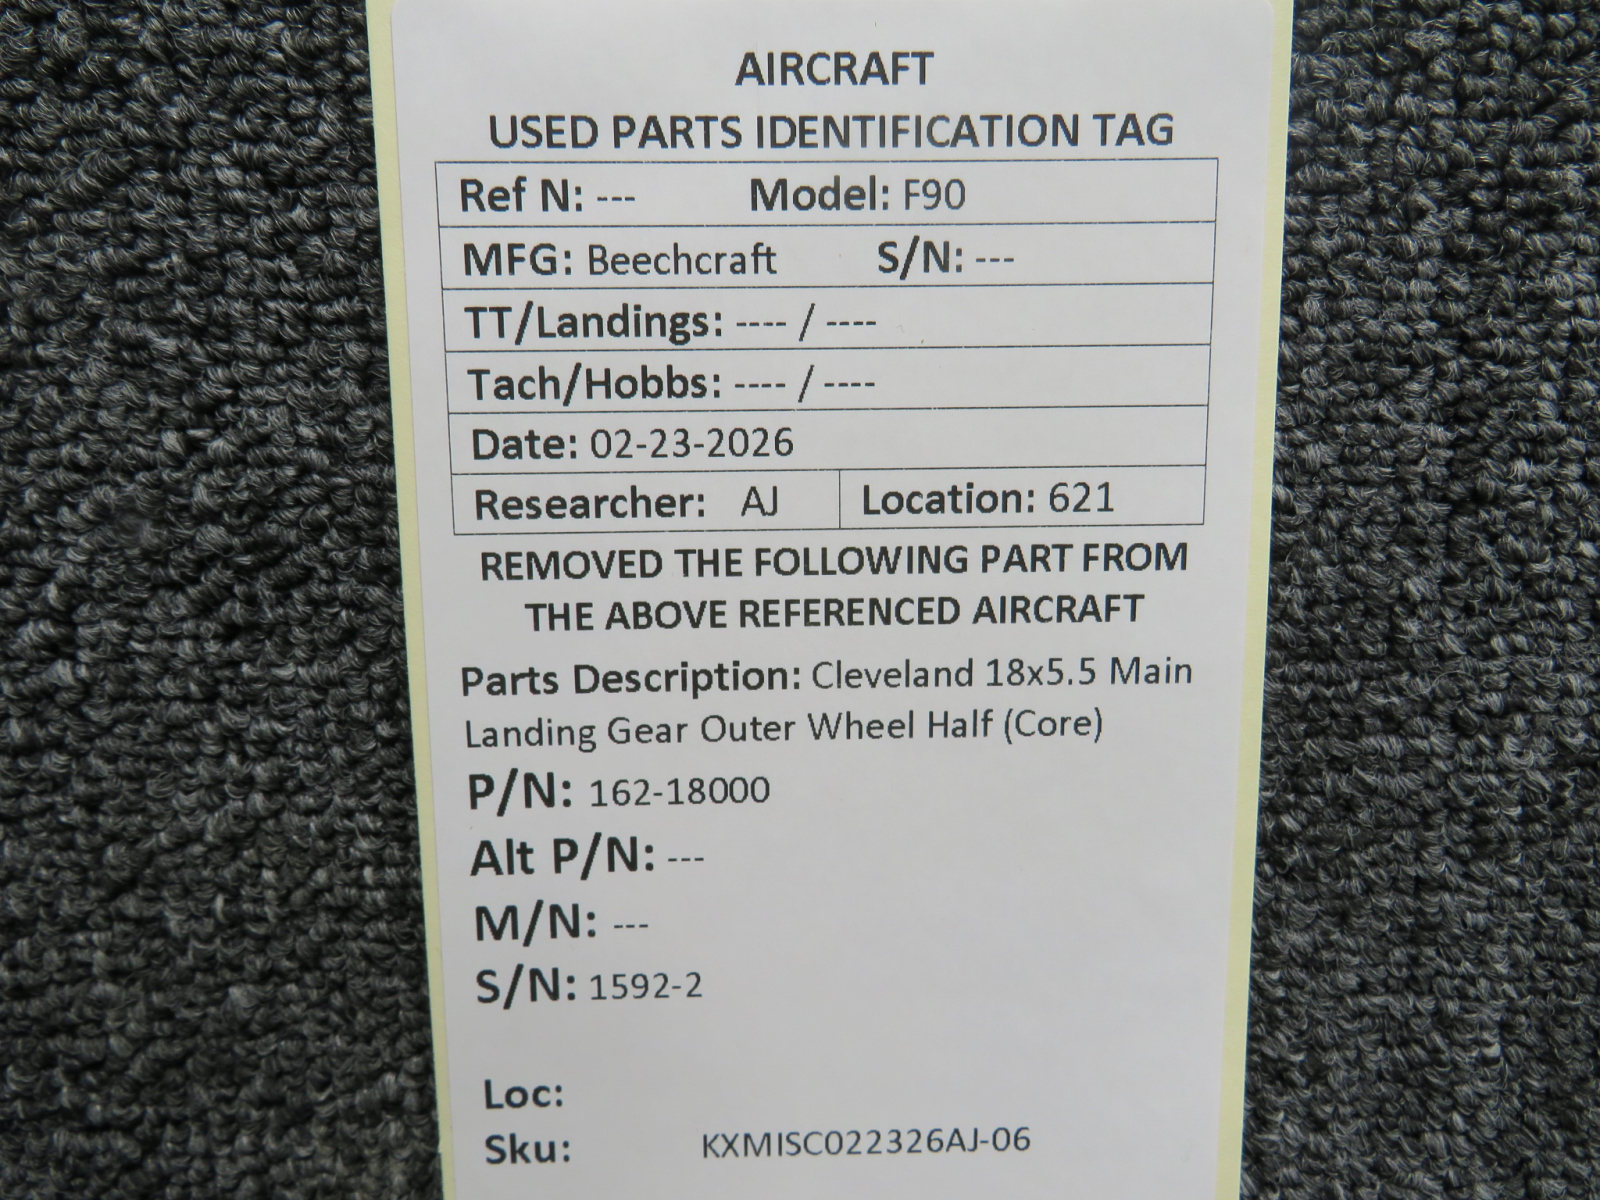 AIRCRAFT
USED PARTS IDENTIFICATION TAG
Ref N: --- Model: F90
MFG: Beechcraft S/N: ---
TT/Landings: ---- / ----
Tach/Hobbs: ---- / ----
Date: 02-23-2026
Researcher: AJ Location: 621
REMOVED THE FOLLOWING PART FROM
THE ABOVE REFERENCED AIRCRAFT
Parts Description: Cleveland 18x5.5 Main
Landing Gear Outer Wheel Half (Core)
P/N: 162-18000
Alt P/N: ---
M/N: ---
S/N: 1592-2
Loc:
Sku: KXMISC022326AJ-06